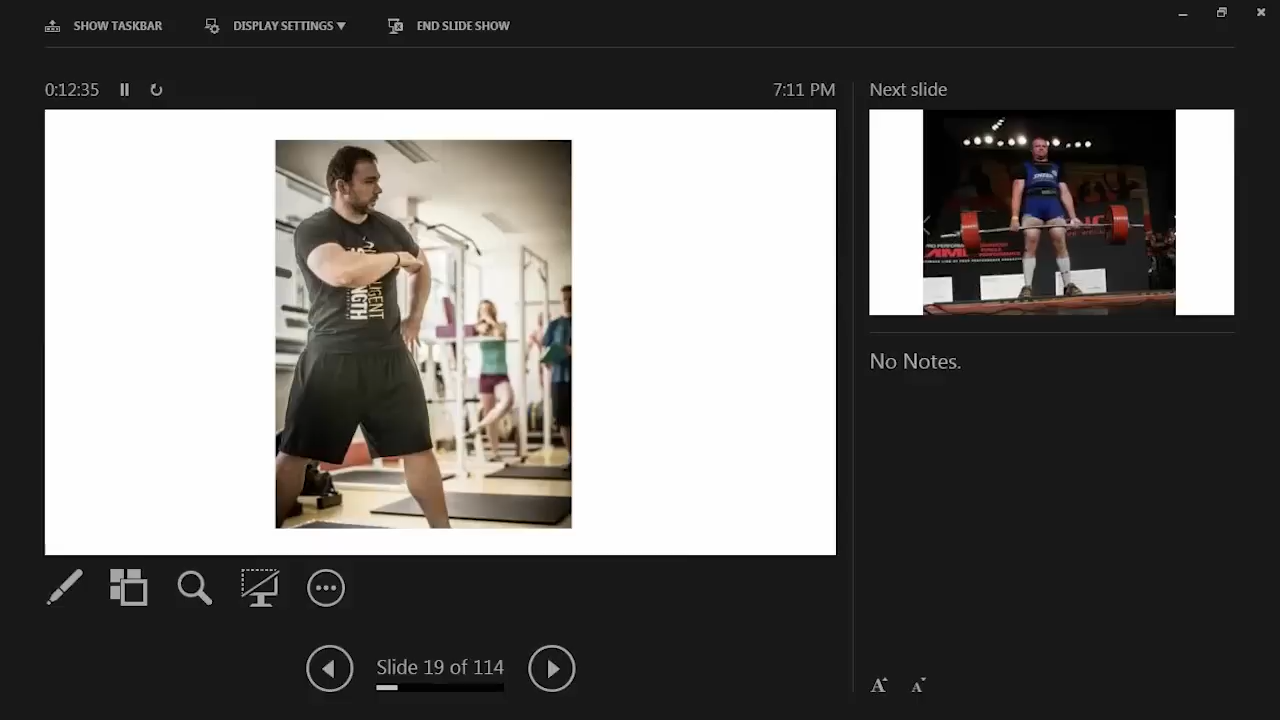 SHOW TASKBAR
DISPLAY SETTINGS
END SLIDE SHOW
0:12:35
7:11 PM
Next slide
No Notes.
Slide 19 of 114